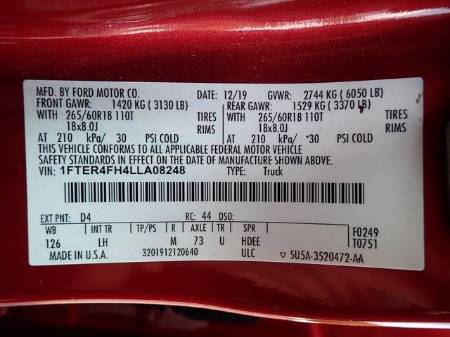 MFD. BY FORD MOTOR CO. DATE: 12/19 GVWR: 2744 KG ( 6050 LB)
FRONT GAWR: 1420 KG ( 3130 LB) REAR GAWR: 1529 KG ( 3370 LB)
265/60R18 110T TIRES 265/60R18 110T TIRES
18x8.0J RIMS 18x8.0J RIMS
AT 210 kPa/ 30 PSI COLD AT 210 kPa/ 30 PSI COLD
THIS VEHICLE CONFORMS TO ALL APPLICABLE FEDERAL MOTOR VEHICLE
SAFETY, BUMPER, AND THEFT PREVENTION STANDARDS IN EFFECT ON THE DATE OF MANUFACTURE SHOWN ABOVE.
VIN: 1FTER4FH4LLA08248 TYPE: Truck
EXT PNT: D4 RC: 44 DSO:
WB INT TR TP/PS R AXLE TR SPR F0249
126 LH M 73 U HDEE T0751
MADE IN U.S.A. 3201912120640 ULC ▽ 5U5A-3520472-AA